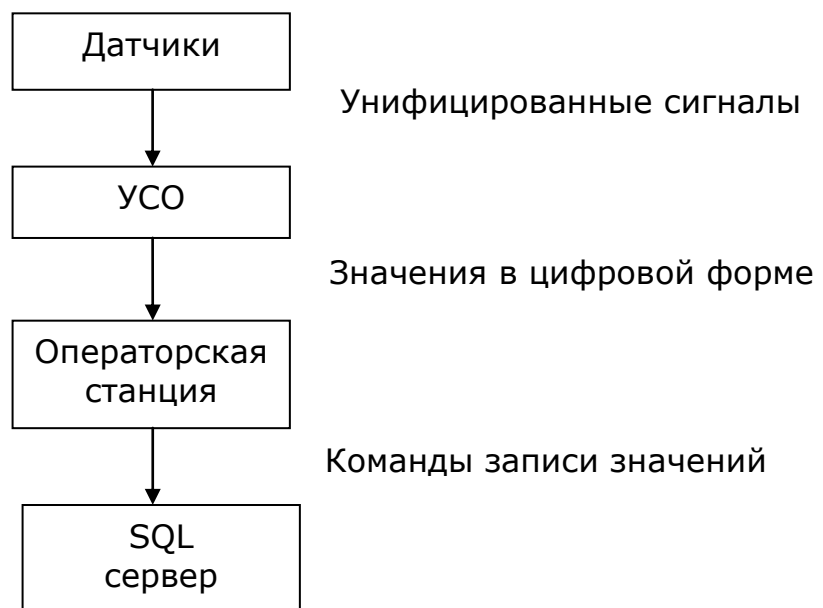 Датчики
Унифицированные сигналы
УСО
Значения в цифровой форме
Операторская
станция
Команды записи значений
SQL
сервер